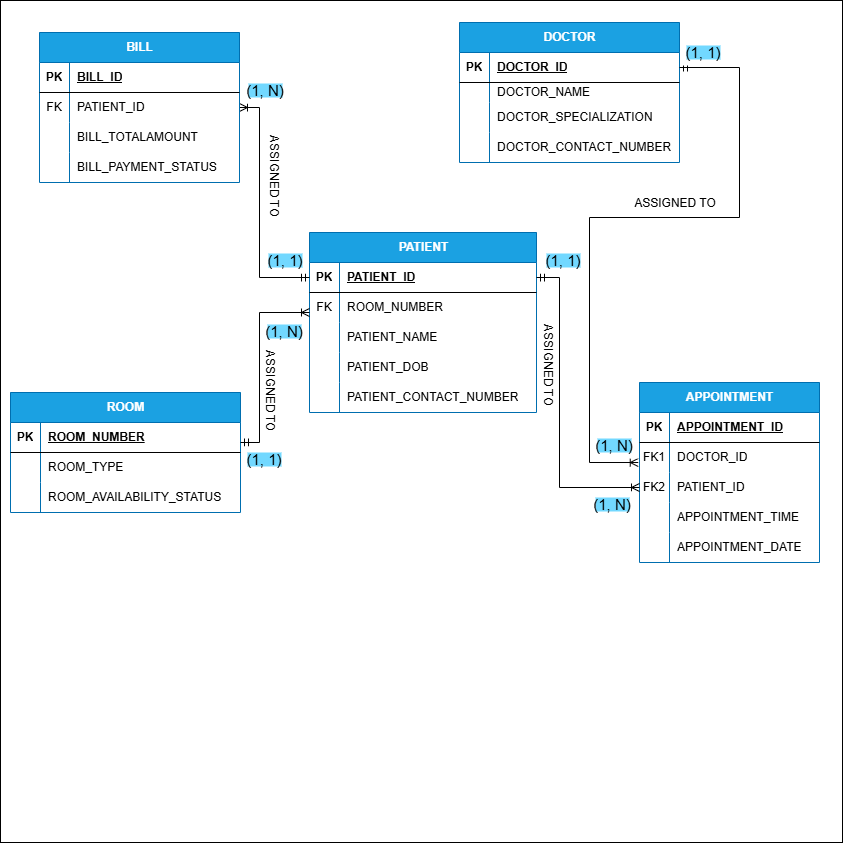 BILL
PK BILL_ID
FK PATIENT_ID
BILL_TOTALAMOUNT
BILL_PAYMENT_STATUS
(1, N)
ASSIGNED TO
(1, 1)
DOCTOR
PK DOCTOR_ID
DOCTOR_NAME
DOCTOR_SPECIALIZATION
DOCTOR_CONTACT_NUMBER
(1, 1)
ASSIGNED TO
(1, N)
PATIENT
PK PATIENT_ID
FK ROOM_NUMBER
PATIENT_NAME
PATIENT_DOB
PATIENT_CONTACT_NUMBER
(1, 1)
ASSIGNED TO
(1, N)
(1, N)
ASSIGNED TO
(1, 1)
ROOM
PK ROOM_NUMBER
ROOM_TYPE
ROOM_AVAILABILITY_STATUS
APPOINTMENT
PK APPOINTMENT_ID
FK1 DOCTOR_ID
FK2 PATIENT_ID
APPOINTMENT_TIME
APPOINTMENT_DATE